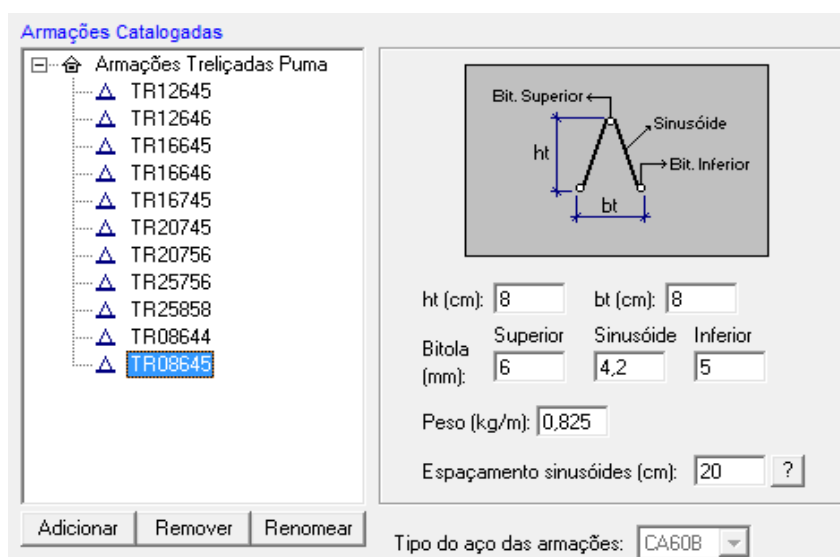 Armações Catalogadas
Armações Treliçadas Puma
TR12645
TR12646
TR16645
TR16646
TR16745
TR20745
TR20756
TR25756
TR25858
TR08644
TR08645
Adicionar Remover Renomear
Bit. Superior
Sinusóide
ht
Bit. Inferior
bt
ht (cm): 8 bt (cm): 8
Superior Sinusóide Inferior
Bitola
(mm): 6 4,2 5
Peso (kg/m): 0,825
Espaçamento sinusóides (cm): 20 ?
Tipo do aço das armações: CA60B